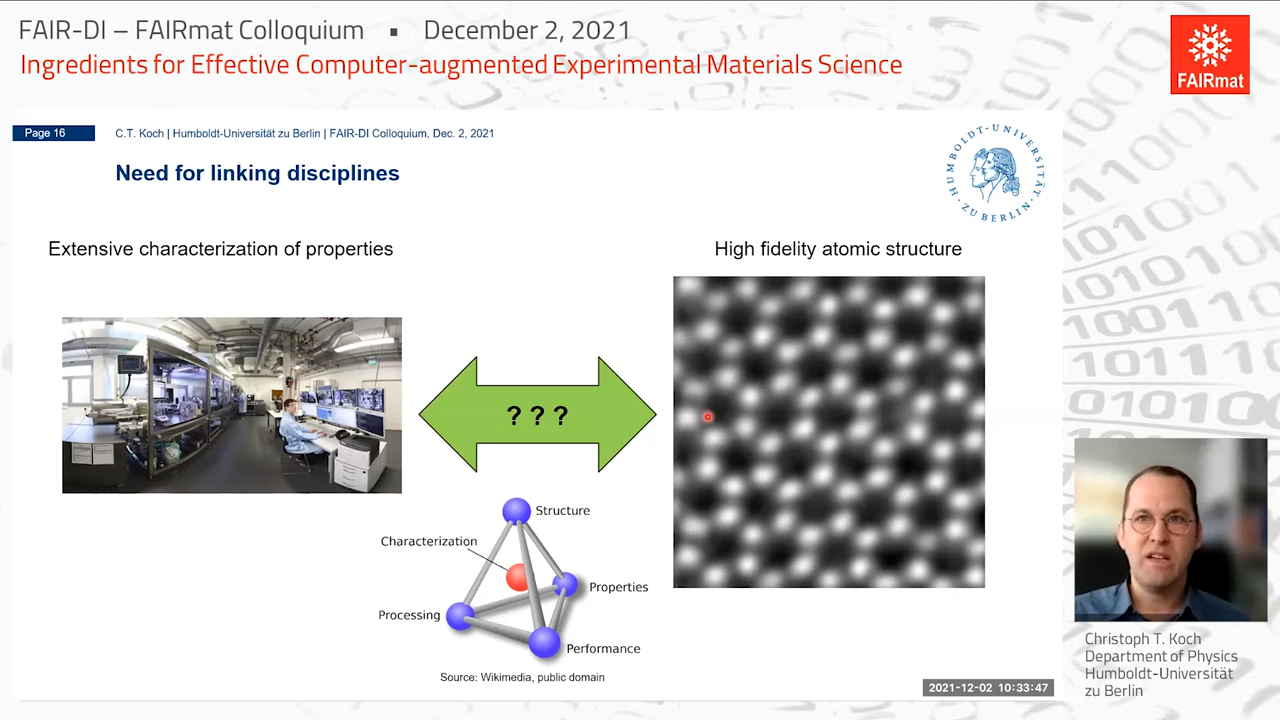 FAIR-DI – FAIRmat Colloquium ▪ December 2, 2021
Ingredients for Effective Computer-augmented Experimental Materials Science
FAIRmat
Page 16
C.T. Koch | Humboldt-Universität zu Berlin | FAIR-DI Colloquium, Dec. 2, 2021
HUMBOLDT-UNIVERSITÄT
ZU BERLIN
Need for linking disciplines
Extensive characterization of properties
High fidelity atomic structure
? ? ?
Structure
Characterization
Properties
Processing
Performance
Source: Wikimedia, public domain
2021-12-02 10:33:47
Christoph T. Koch
Department of Physics
Humboldt-Universität
zu Berlin